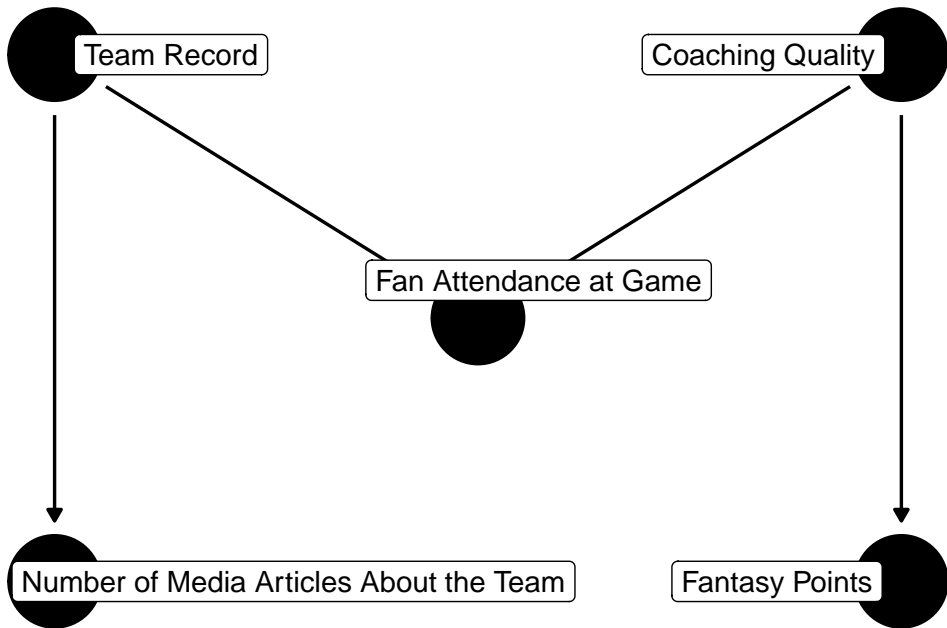 Team Record
Coaching Quality
Fan Attendance at Game
Number of Media Articles About the Team
Fantasy Points